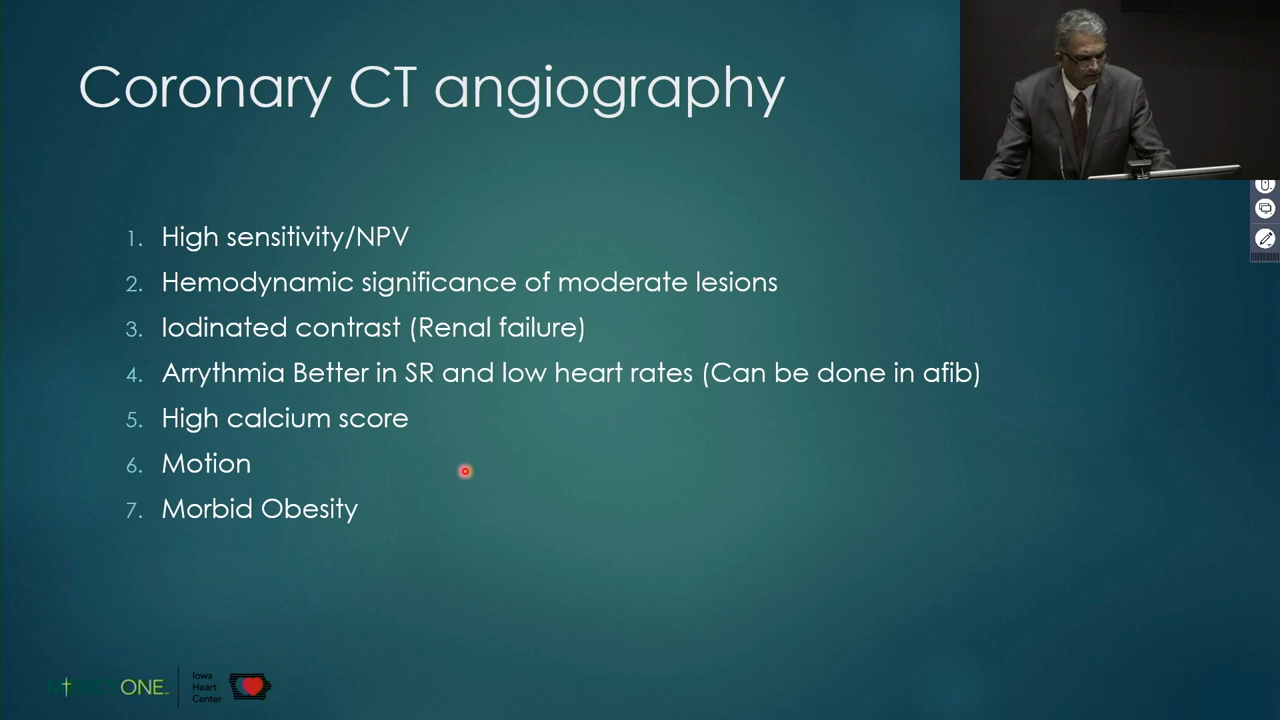 Coronary CT angiography
1. High sensitivity/NPV
2. Hemodynamic significance of moderate lesions
3. Iodinated contrast (Renal failure)
4. Arrythmia Better in SR and low heart rates (Can be done in afib)
5. High calcium score
6. Motion
7. Morbid Obesity
MERCYONE
Iowa
Heart
Center